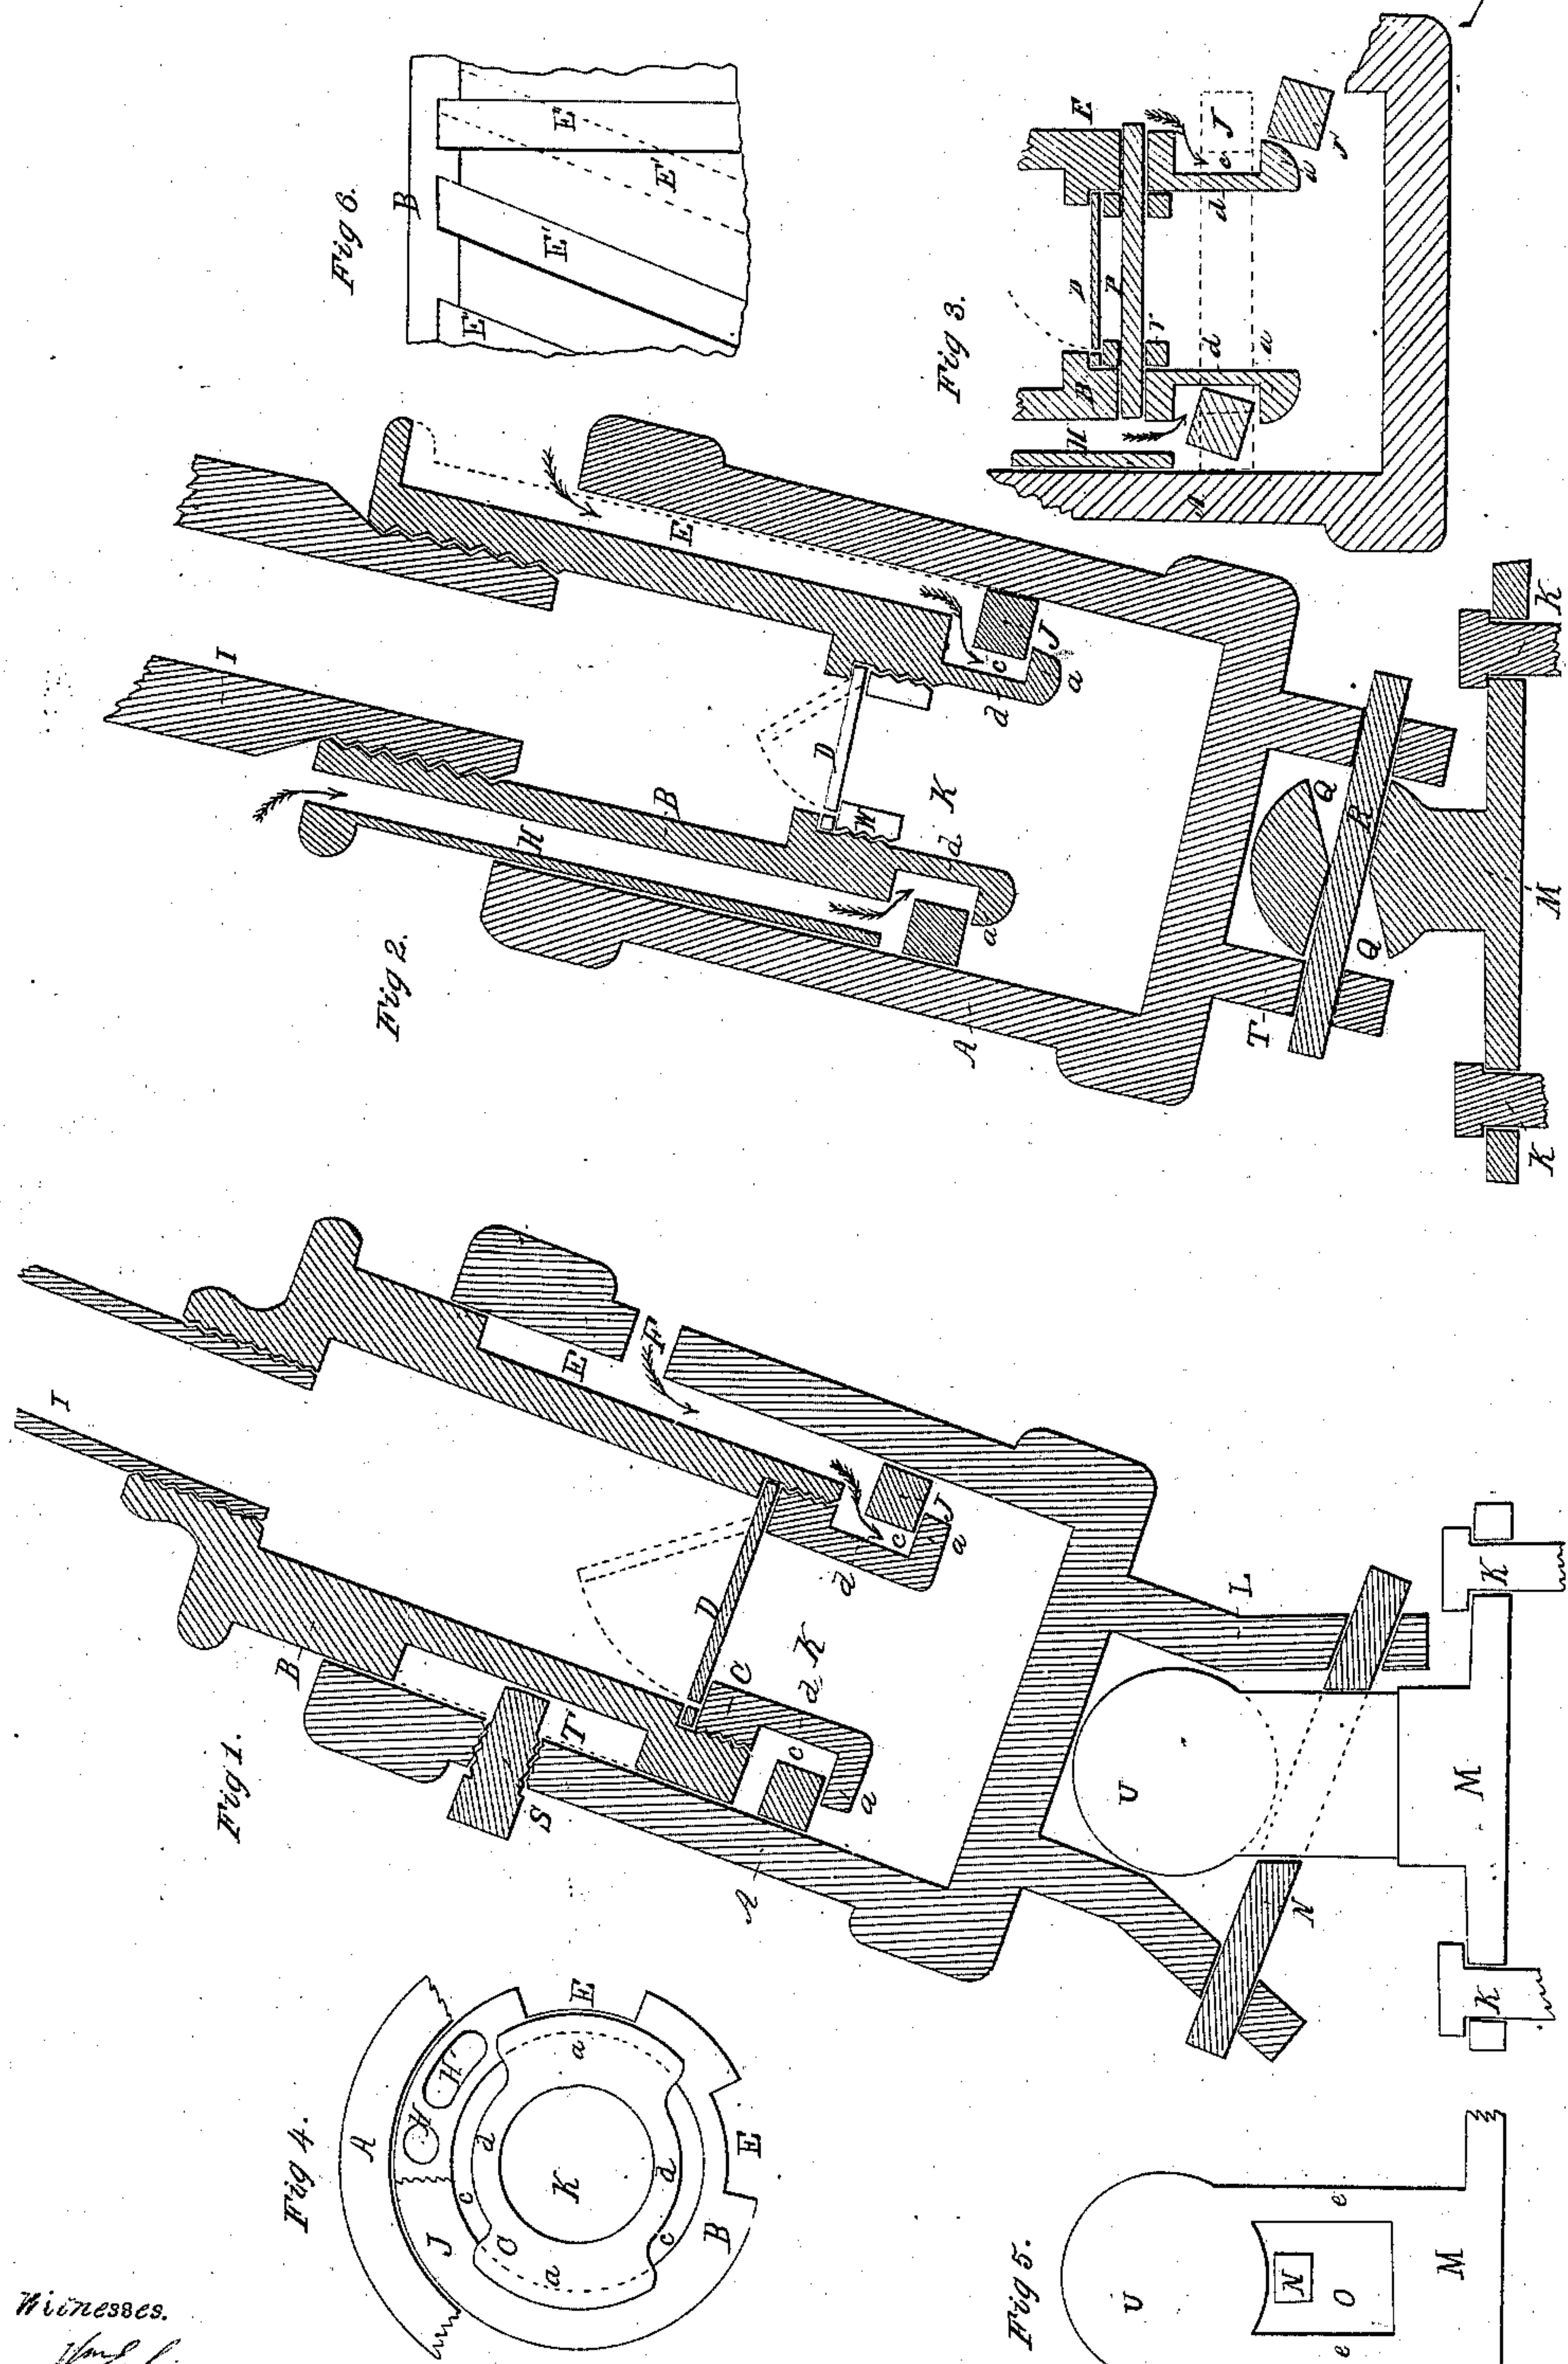 Fig 6.
B
E
E'
E'
E
Fig 3.
E
J
c
J
a
d
D
P
B
r
d
a
H
A
Fig 2.
I
H
B
E
D
W
K
c
J
d
a
d
a
A
T
Q
R
Q
M
K
K
Fig 1.
I
E
F
B
T
S
D
C
K
d
c
J
d
a
c
a
A
L
U
N
M
K
K
Fig 4.
A
H
H'
E
J
c
d
a
C
K
d
a
c
B
E
Fig 5.
U
N
O
e
e
M
Witnesses.